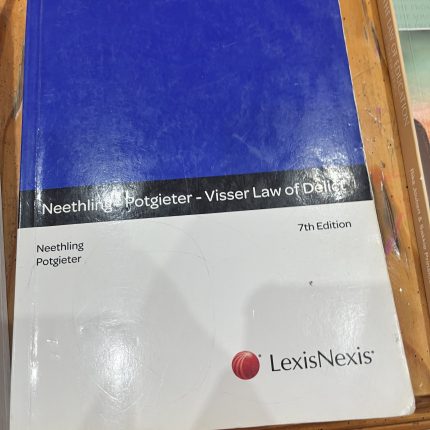 Neethling - Potgieter - Visser Law of Delict
7th Edition
Neethling
Potgieter
LexisNexis®